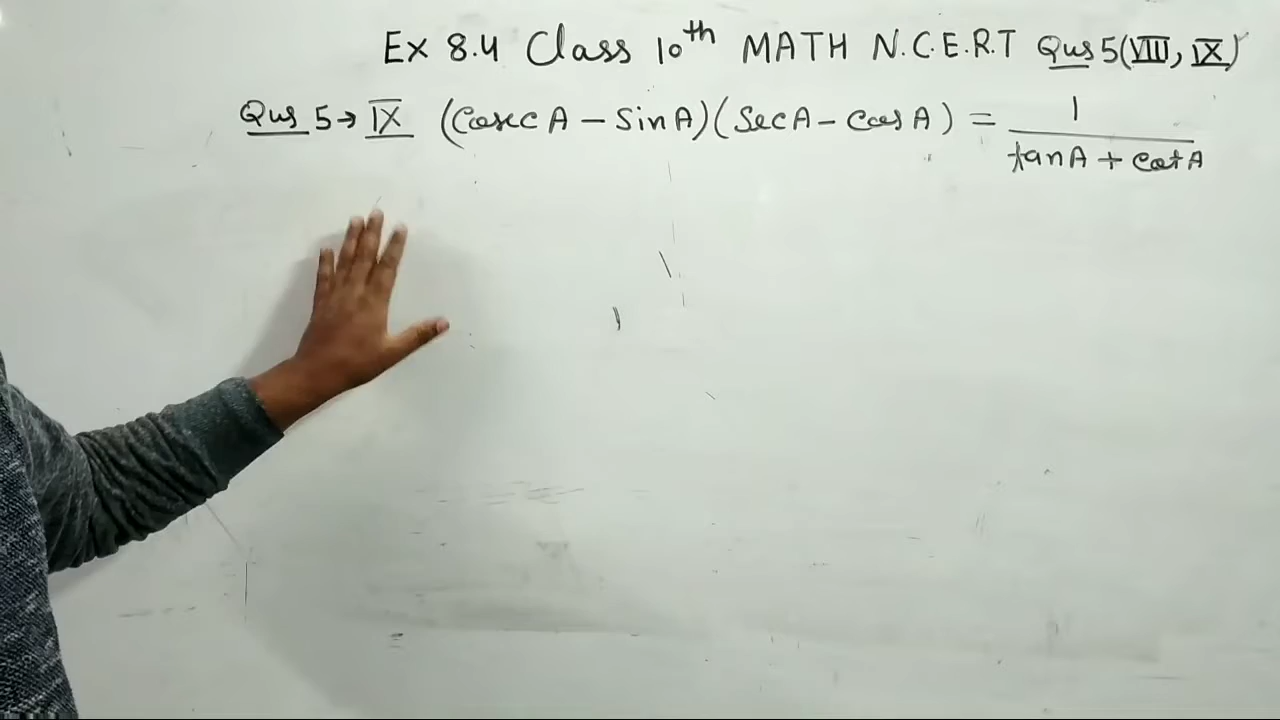 Ex 8.4 Class 10th MATH N.C.E.R.T Qus 5(VIII, IX)
Qus 5→ IX (CosecA - SinA)(SecA - CosA) = 1/(tanA + CotA)